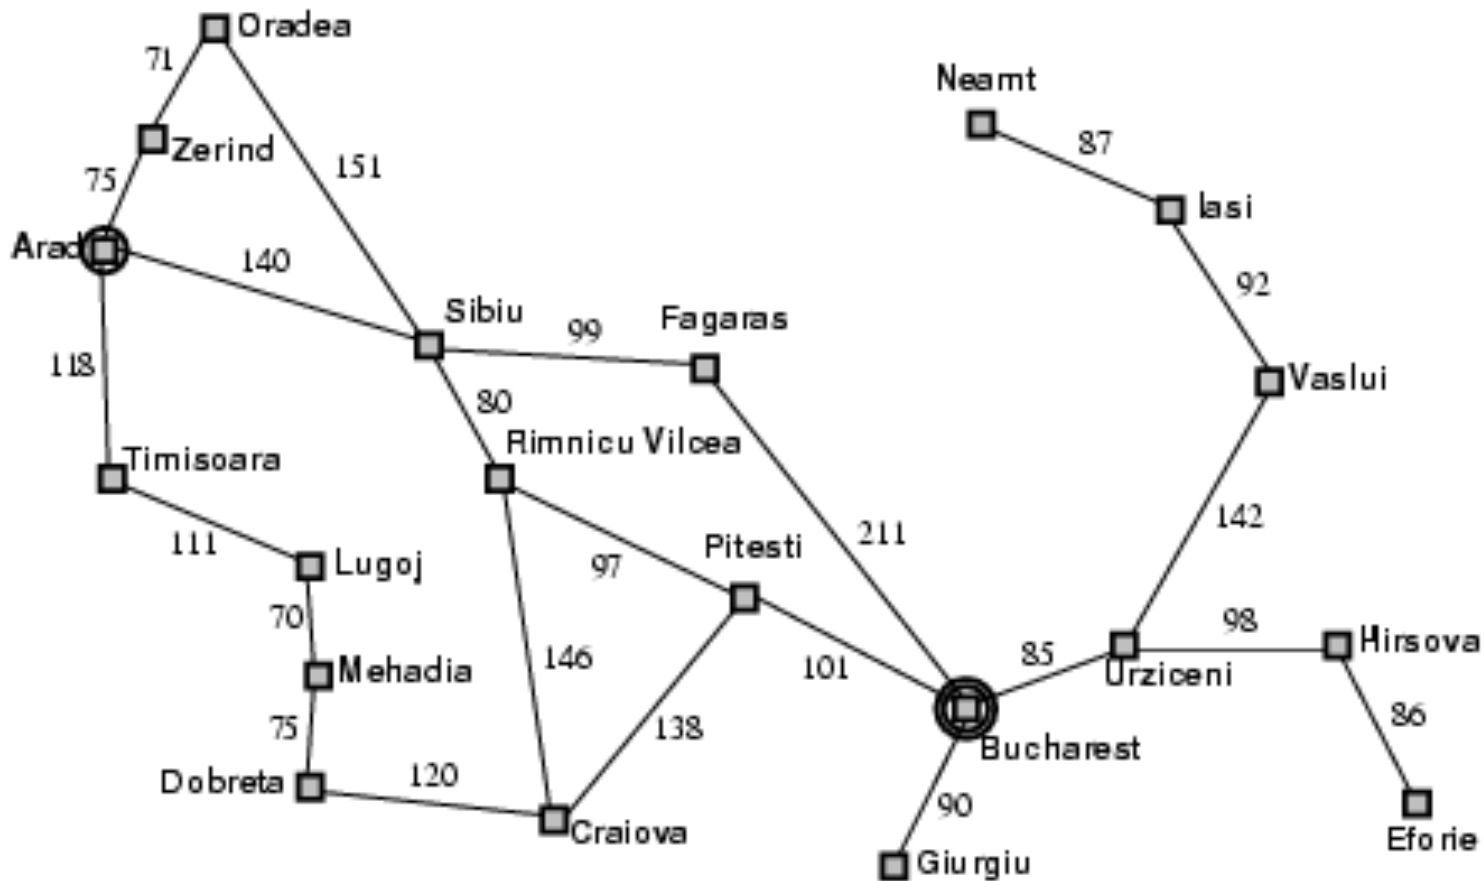 Oradea
71
Neamt
Zerind
87
151
75
Iasi
Arad
140
92
Sibiu
Fagaras
99
118
Vaslui
80
Rimnicu Vilcea
Timisoara
142
211
111
Pitesti
Lugoj
97
70
98
Hirsova
146
85
101
Mehadia
Urziceni
86
75
138
Bucharest
120
Dobreta
90
Craiova
Eforie
Giurgiu